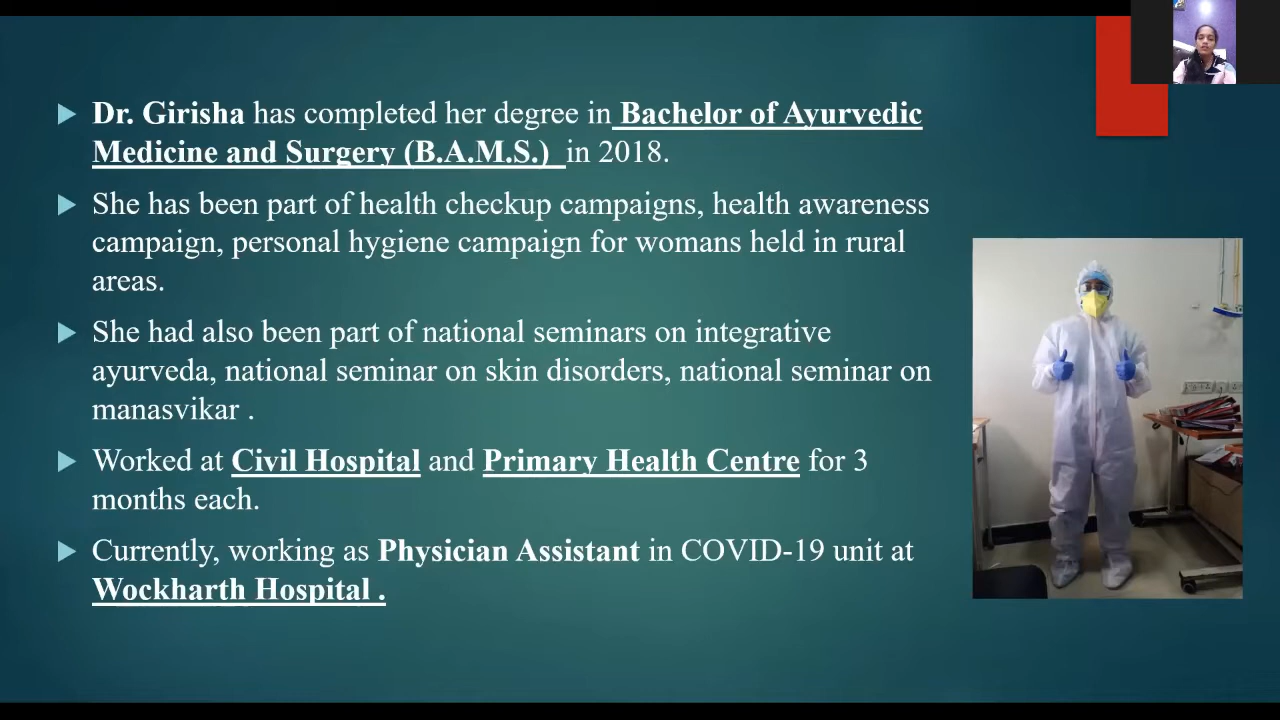 Dr. Girisha has completed her degree in Bachelor of Ayurvedic
Medicine and Surgery (B.A.M.S.) in 2018.
She has been part of health checkup campaigns, health awareness
campaign, personal hygiene campaign for womans held in rural
areas.
She had also been part of national seminars on integrative
ayurveda, national seminar on skin disorders, national seminar on
manasvikar .
Worked at Civil Hospital and Primary Health Centre for 3
months each.
Currently, working as Physician Assistant in COVID-19 unit at
Wockharth Hospital .